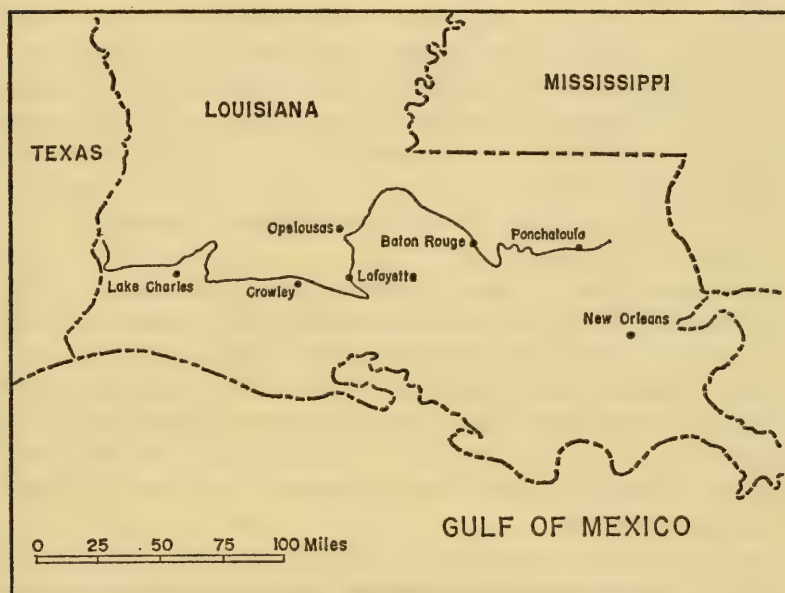 MISSISSIPPI
LOUISIANA
TEXAS
Opelousas
Baton Rouge
Ponchatoula
Lake Charles
Crowley
Lafayette
New Orleans
GULF OF MEXICO
0 25 50 75 100 Miles